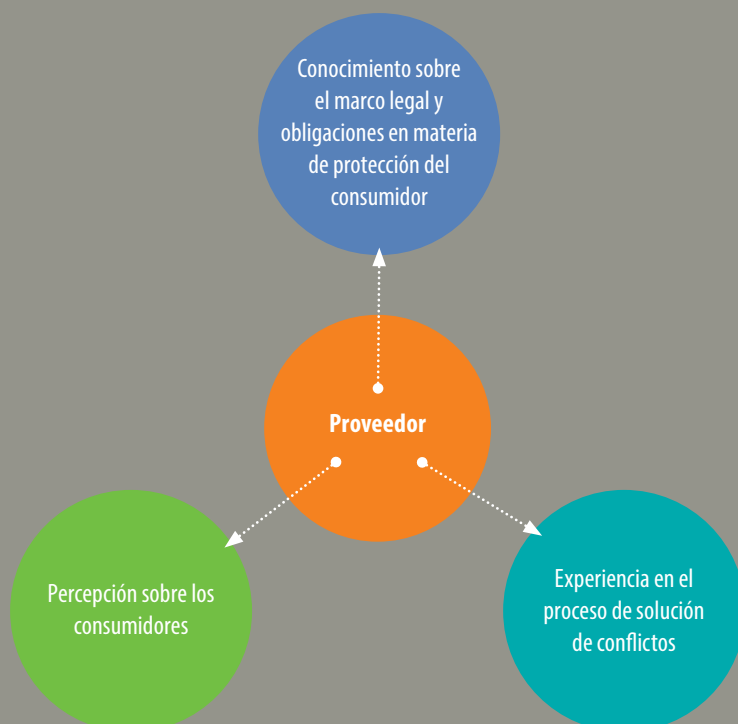 Conocimiento sobre
el marco legal y
obligaciones en materia
de protección del
consumidor
Proveedor
Percepción sobre los
consumidores
Experiencia en el
proceso de solución
de conflictos